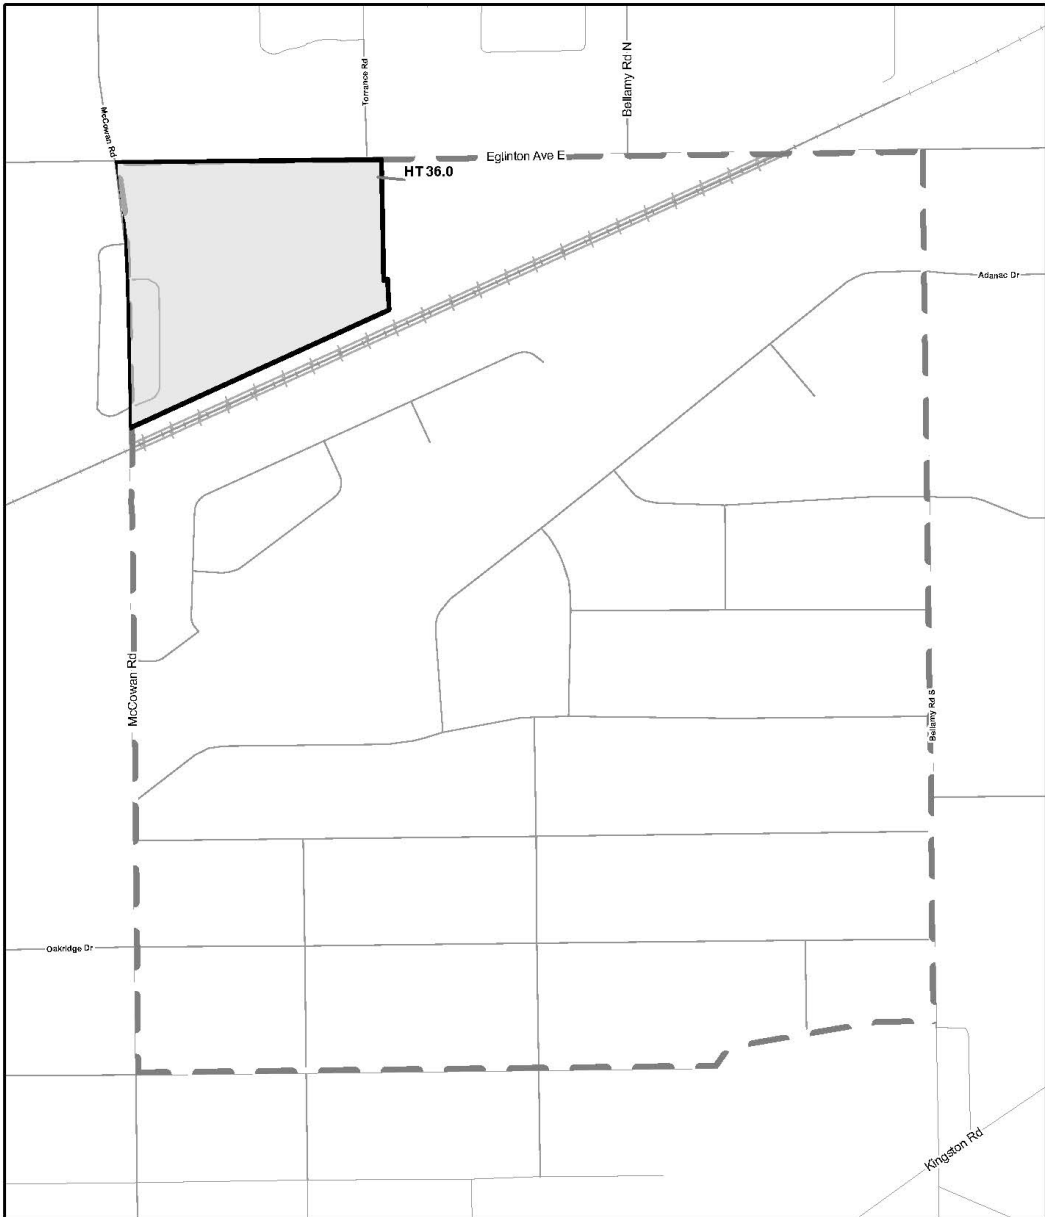 Bellamy Rd N
Torrance Rd
McCowan Rd
Eglinton Ave E
HT 36.0
Adanac Dr
McCowan Rd
Bellamy Rd S
Oakridge Dr
Kingston Rd